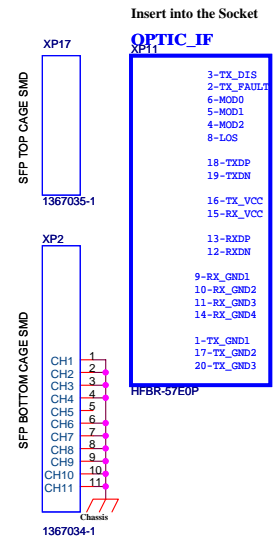 Insert into the Socket
OPTIC_IF
XP11
3-TX_DIS
2-TX_FAULT
6-MOD0
5-MOD1
4-MOD2
8-LOS
18-TXDP
19-TXDN
16-TX_VCC
15-RX_VCC
13-RXDP
12-RXDN
9-RX_GND1
10-RX_GND2
11-RX_GND3
14-RX_GND4
1-TX_GND1
17-TX_GND2
20-TX_GND3
HFBR-57E0P
XP17
SFP TOP CAGE SMD
1367035-1
XP2
SFP BOTTOM CAGE SMD
CH1 1
CH2 2
CH3 3
CH4 4
CH5 5
CH6 6
CH7 7
CH8 8
CH9 9
CH10 10
CH11 11
Chassis
1367034-1